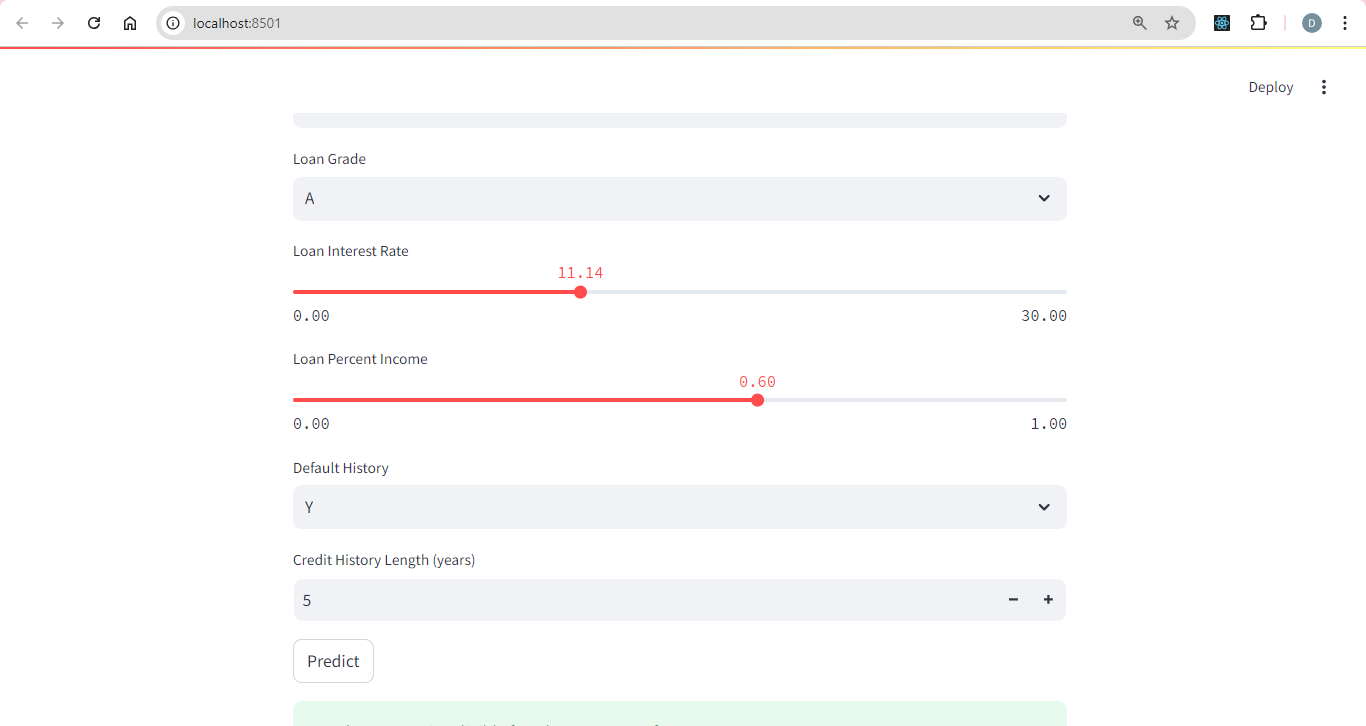 localhost:8501
D
Deploy
Loan Grade
A
Loan Interest Rate
11.14
0.00 30.00
Loan Percent Income
0.60
0.00 1.00
Default History
Y
Credit History Length (years)
5
Predict